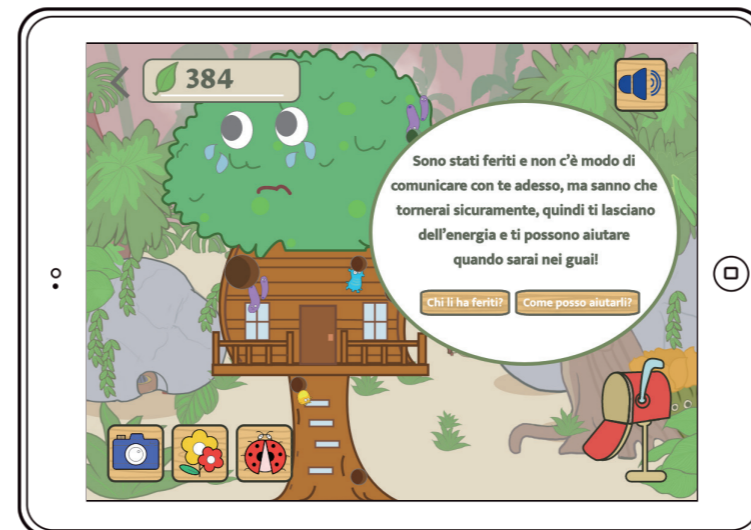 384
Sono stati feriti e non c'è modo di
comunicare con te adesso, ma sanno che
tornerai sicuramente, quindi ti lasciano
dell'energia e ti possono aiutare
quando sarai nei guai!
Chi li ha feriti? Come posso aiutarli?